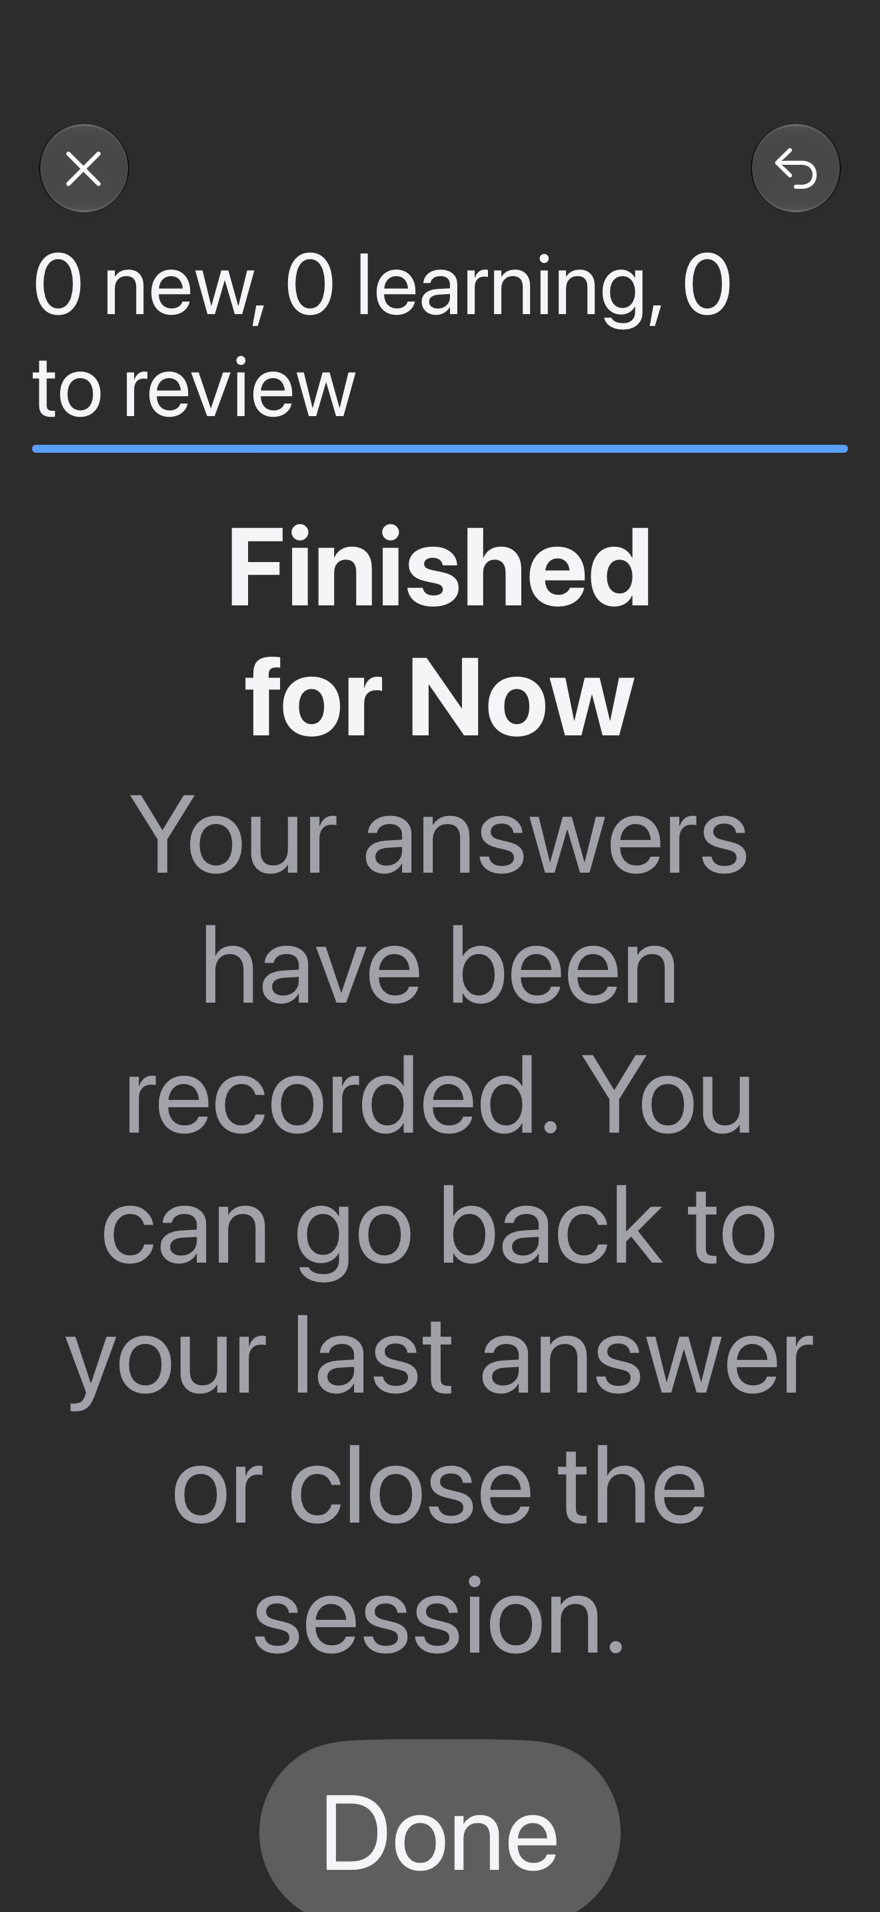 0 new, 0 learning, 0
to review
Finished
for Now
Your answers
have been
recorded. You
can go back to
your last answer
or close the
session.
Done